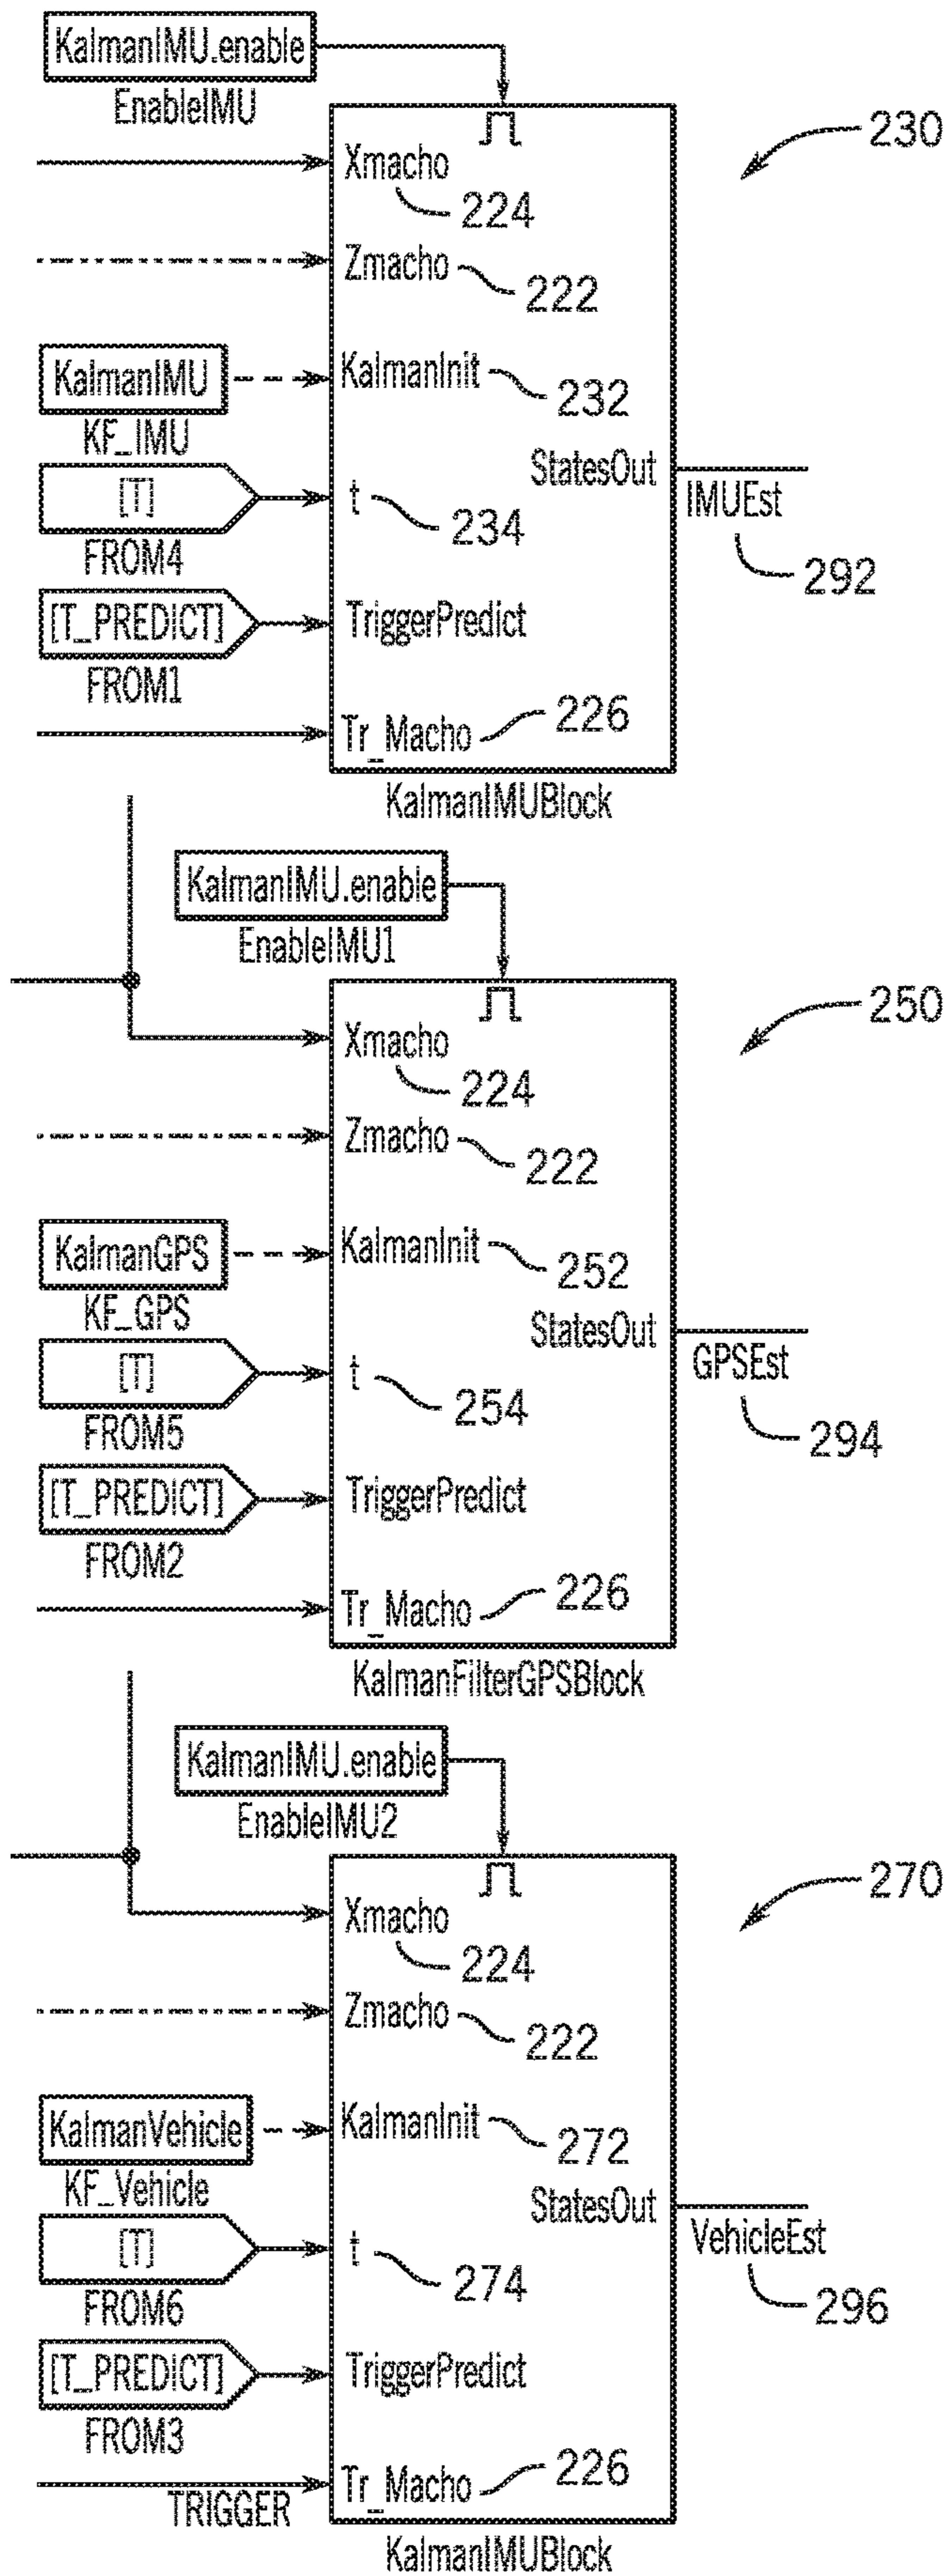 KalmanIMU.enable
EnableIMU
230
Xmacho
224
Zmacho
222
KalmanIMU
KalmanInit
232
KF_IMU
StatesOut
[T]
t
234
IMUEst
FROM4
292
[T_PREDICT]
TriggerPredict
FROM1
226
Tr_Macho
KalmanIMUBlock
KalmanIMU.enable
EnableIMU1
250
Xmacho
224
Zmacho
222
KalmanGPS
KalmanInit
252
KF_GPS
StatesOut
[T]
t
GPSEst
254
FROM5
294
[T_PREDICT]
TriggerPredict
FROM2
226
Tr_Macho
KalmanFilterGPSBlock
KalmanIMU.enable
EnableIMU2
270
Xmacho
224
Zmacho
222
KalmanVehicle
KalmanInit
272
KF_Vehicle
StatesOut
[T]
t
VehicleEst
274
FROM6
296
[T_PREDICT]
TriggerPredict
FROM3
226
Tr_Macho
TRIGGER
KalmanIMUBlock